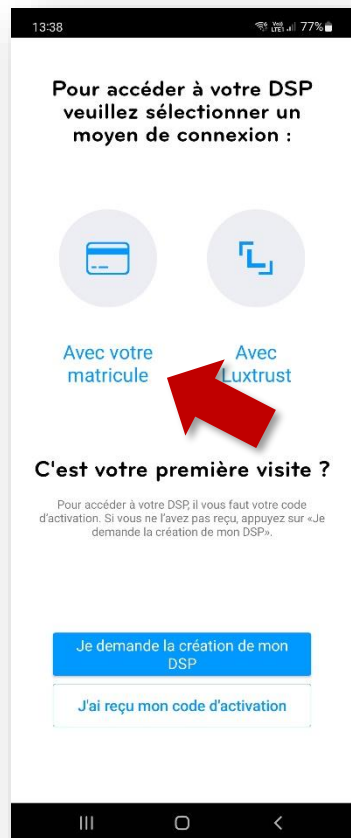 13:38
77%
Pour accéder à votre DSP
veuillez sélectionner un
moyen de connexion :
Avec votre
matricule
Avec
Luxtrust
C'est votre première visite ?
Pour accéder à votre DSP, il vous faut votre code
d'activation. Si vous ne l'avez pas reçu, appuyez sur «Je
demande la création de mon DSP».
Je demande la création de mon
DSP
J'ai reçu mon code d'activation